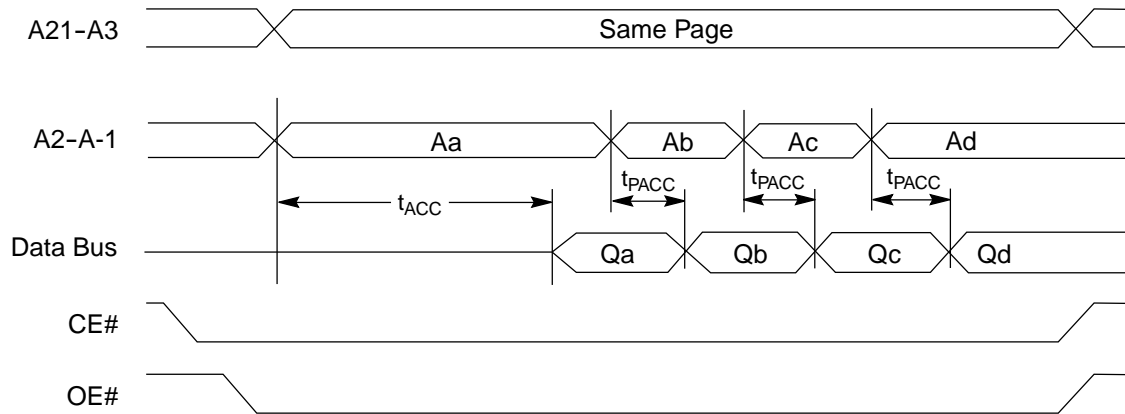 A21–A3
Same Page
A2–A-1
Aa
Ab
Ac
Ad
tPACC
tPACC
tPACC
tACC
Data Bus
Qa
Qb
Qc
Qd
CE#
OE#